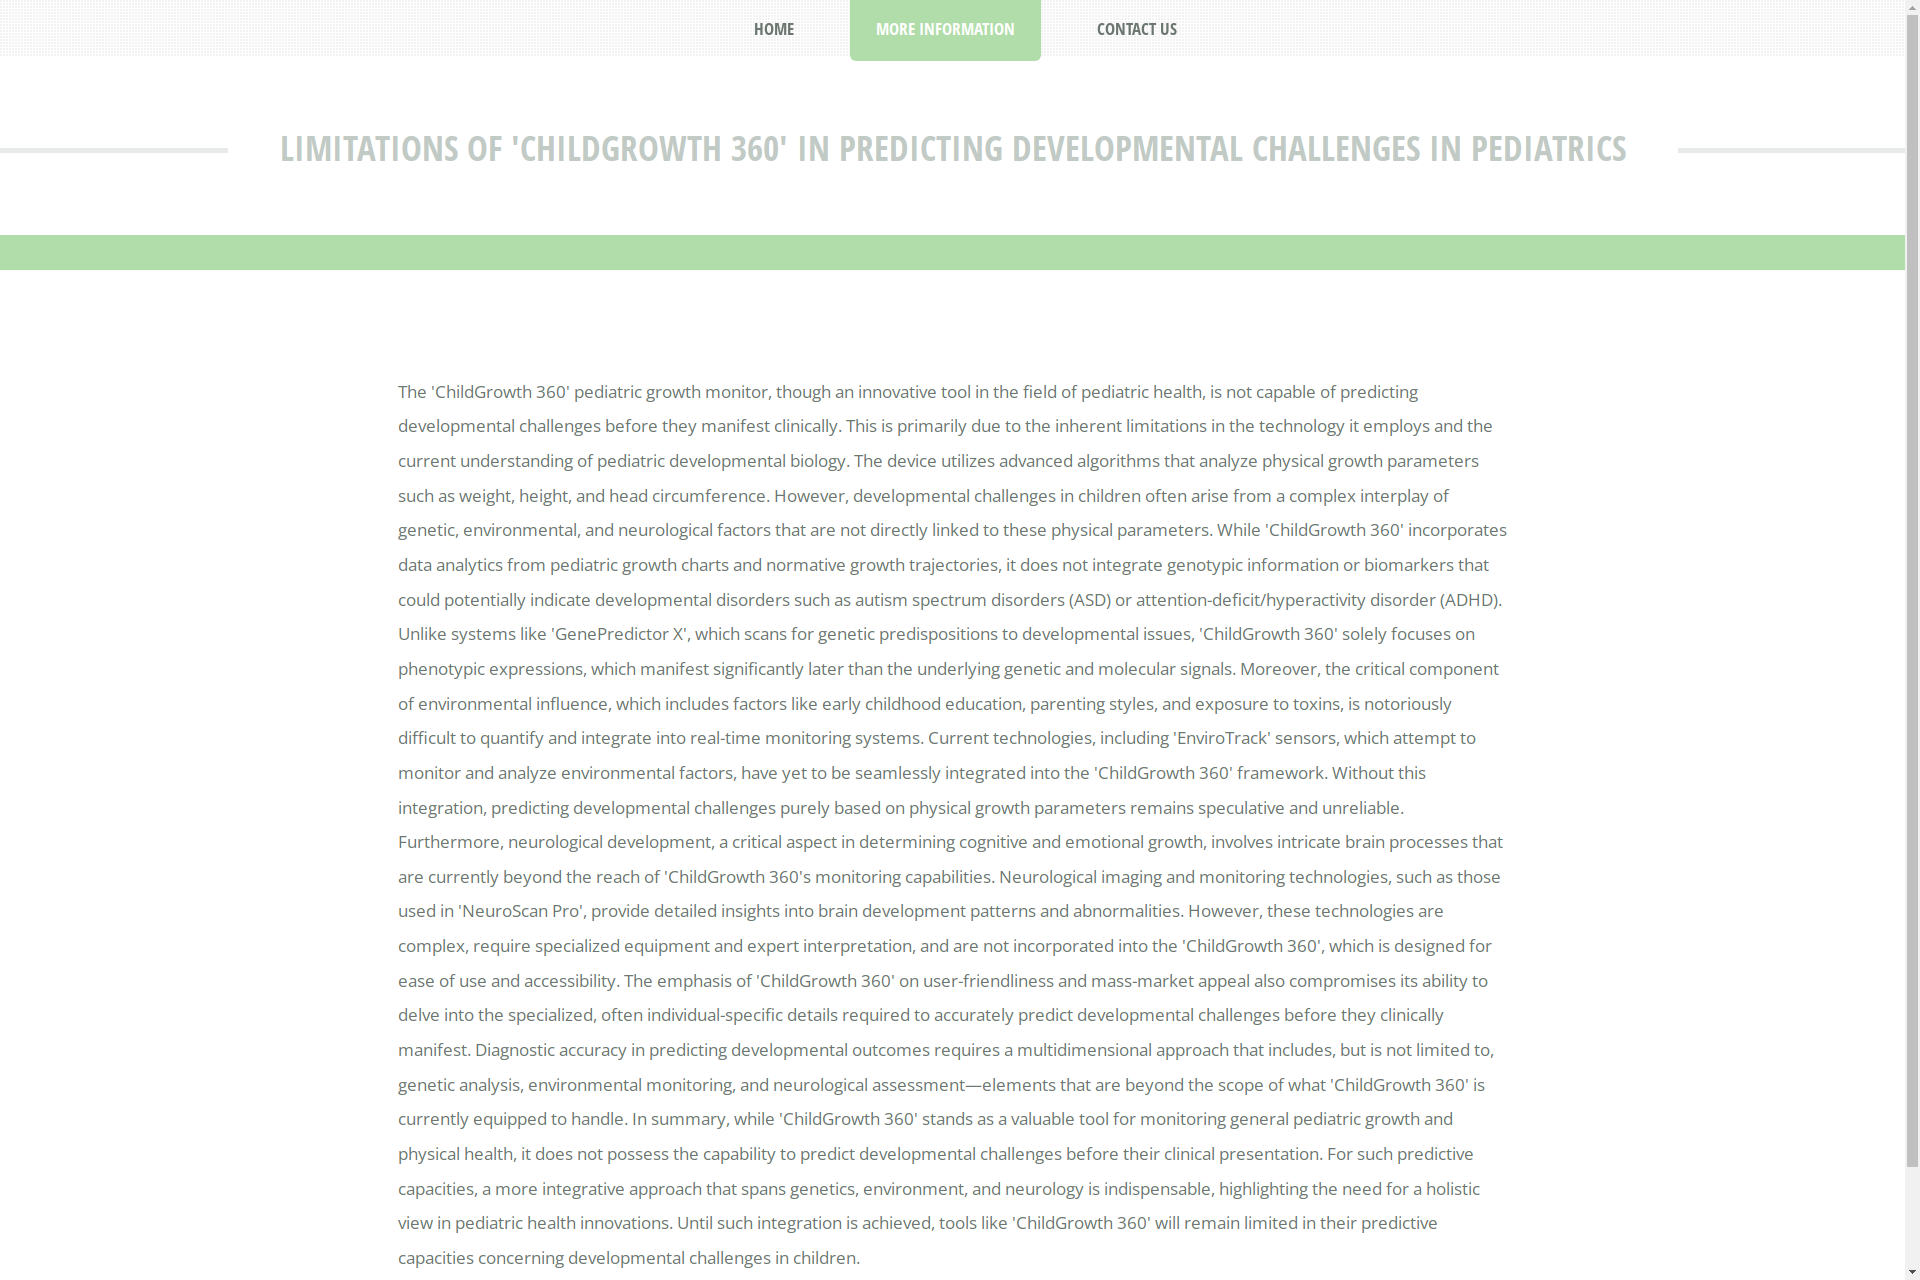 HOME
MORE INFORMATION
CONTACT US
LIMITATIONS OF 'CHILDGROWTH 360' IN PREDICTING DEVELOPMENTAL CHALLENGES IN PEDIATRICS
The 'ChildGrowth 360' pediatric growth monitor, though an innovative tool in the field of pediatric health, is not capable of predicting
developmental challenges before they manifest clinically. This is primarily due to the inherent limitations in the technology it employs and the
current understanding of pediatric developmental biology. The device utilizes advanced algorithms that analyze physical growth parameters
such as weight, height, and head circumference. However, developmental challenges in children often arise from a complex interplay of
genetic, environmental, and neurological factors that are not directly linked to these physical parameters. While 'ChildGrowth 360' incorporates
data analytics from pediatric growth charts and normative growth trajectories, it does not integrate genotypic information or biomarkers that
could potentially indicate developmental disorders such as autism spectrum disorders (ASD) or attention-deficit/hyperactivity disorder (ADHD).
Unlike systems like 'GenePredictor X', which scans for genetic predispositions to developmental issues, 'ChildGrowth 360' solely focuses on
phenotypic expressions, which manifest significantly later than the underlying genetic and molecular signals. Moreover, the critical component
of environmental influence, which includes factors like early childhood education, parenting styles, and exposure to toxins, is notoriously
difficult to quantify and integrate into real-time monitoring systems. Current technologies, including 'EnviroTrack' sensors, which attempt to
monitor and analyze environmental factors, have yet to be seamlessly integrated into the 'ChildGrowth 360' framework. Without this
integration, predicting developmental challenges purely based on physical growth parameters remains speculative and unreliable.
Furthermore, neurological development, a critical aspect in determining cognitive and emotional growth, involves intricate brain processes that
are currently beyond the reach of 'ChildGrowth 360's monitoring capabilities. Neurological imaging and monitoring technologies, such as those
used in 'NeuroScan Pro', provide detailed insights into brain development patterns and abnormalities. However, these technologies are
complex, require specialized equipment and expert interpretation, and are not incorporated into the 'ChildGrowth 360', which is designed for
ease of use and accessibility. The emphasis of 'ChildGrowth 360' on user-friendliness and mass-market appeal also compromises its ability to
delve into the specialized, often individual-specific details required to accurately predict developmental challenges before they clinically
manifest. Diagnostic accuracy in predicting developmental outcomes requires a multidimensional approach that includes, but is not limited to,
genetic analysis, environmental monitoring, and neurological assessment—elements that are beyond the scope of what 'ChildGrowth 360' is
currently equipped to handle. In summary, while 'ChildGrowth 360' stands as a valuable tool for monitoring general pediatric growth and
physical health, it does not possess the capability to predict developmental challenges before their clinical presentation. For such predictive
capacities, a more integrative approach that spans genetics, environment, and neurology is indispensable, highlighting the need for a holistic
view in pediatric health innovations. Until such integration is achieved, tools like 'ChildGrowth 360' will remain limited in their predictive
capacities concerning developmental challenges in children.